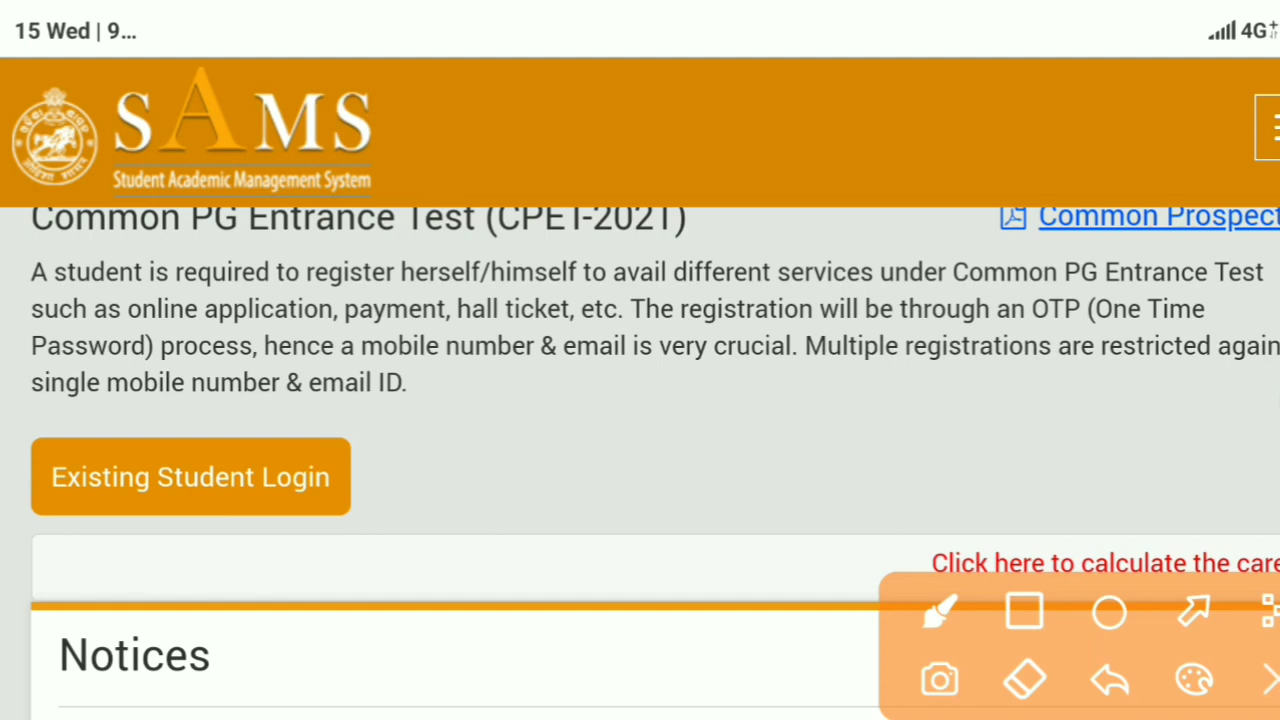 15 Wed | 9...
4G+
SAMS
Student Academic Management System
Common PG Entrance Test (CPET-2021)
Common Prospect
A student is required to register herself/himself to avail different services under Common PG Entrance Test
such as online application, payment, hall ticket, etc. The registration will be through an OTP (One Time
Password) process, hence a mobile number & email is very crucial. Multiple registrations are restricted again
single mobile number & email ID.
Existing Student Login
Click here to calculate the care
Notices